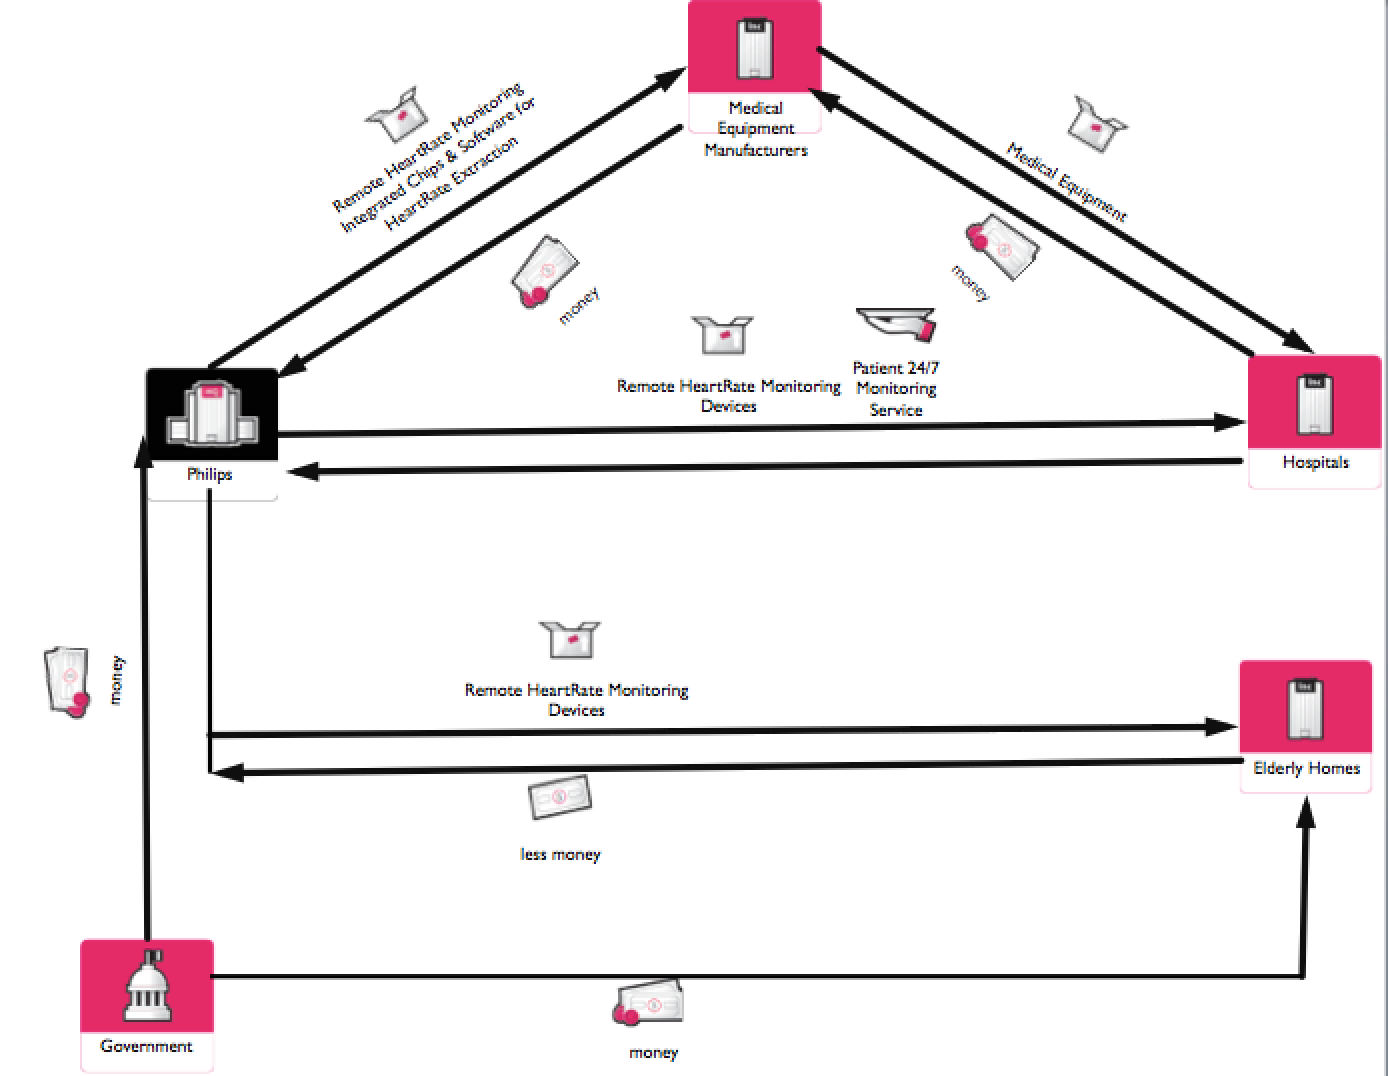 Medical
Equipment
Manufacturers
Remote HeartRate Monitoring
Integrated Chips & Software for
HeartRate Extraction
Medical Equipment
money
money
Remote HeartRate Monitoring
Devices
Patient 24/7
Monitoring
Service
Philips
Hospitals
money
Remote HeartRate Monitoring
Devices
Elderly Homes
less money
Government
money